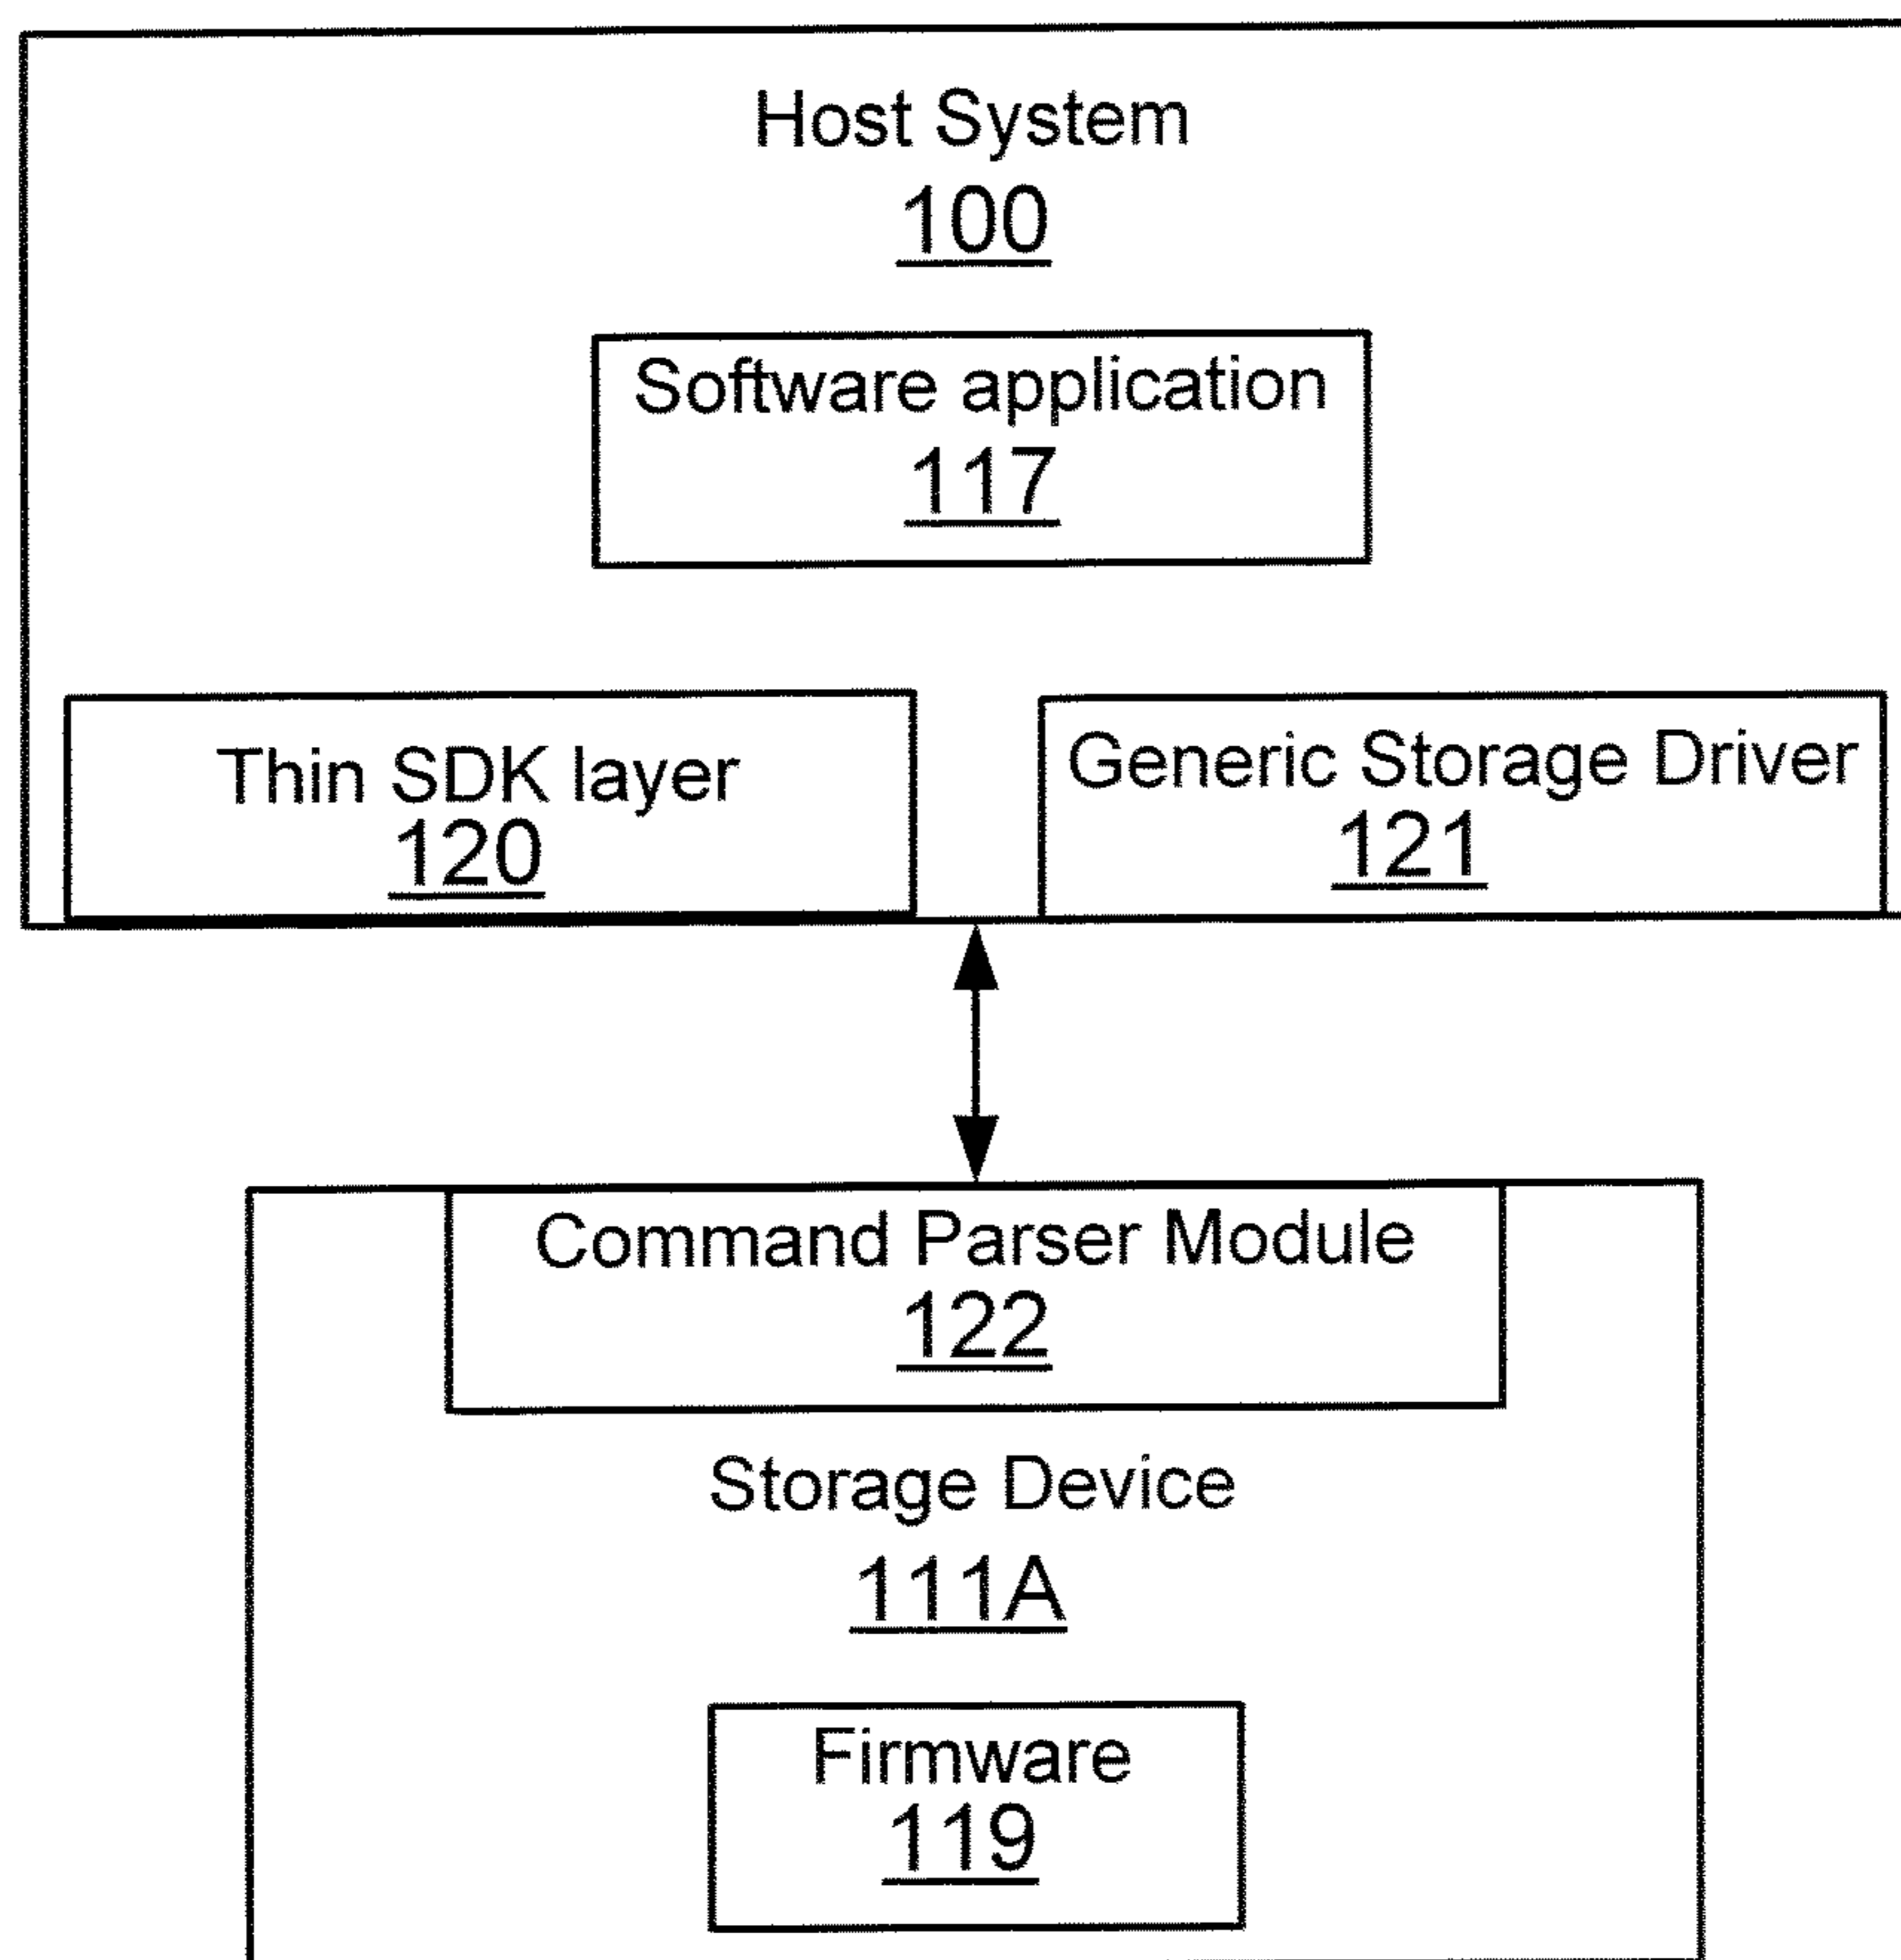 Host System
100
Software application
117
Thin SDK layer
120
Generic Storage Driver
121
Command Parser Module
122
Storage Device
111A
Firmware
119